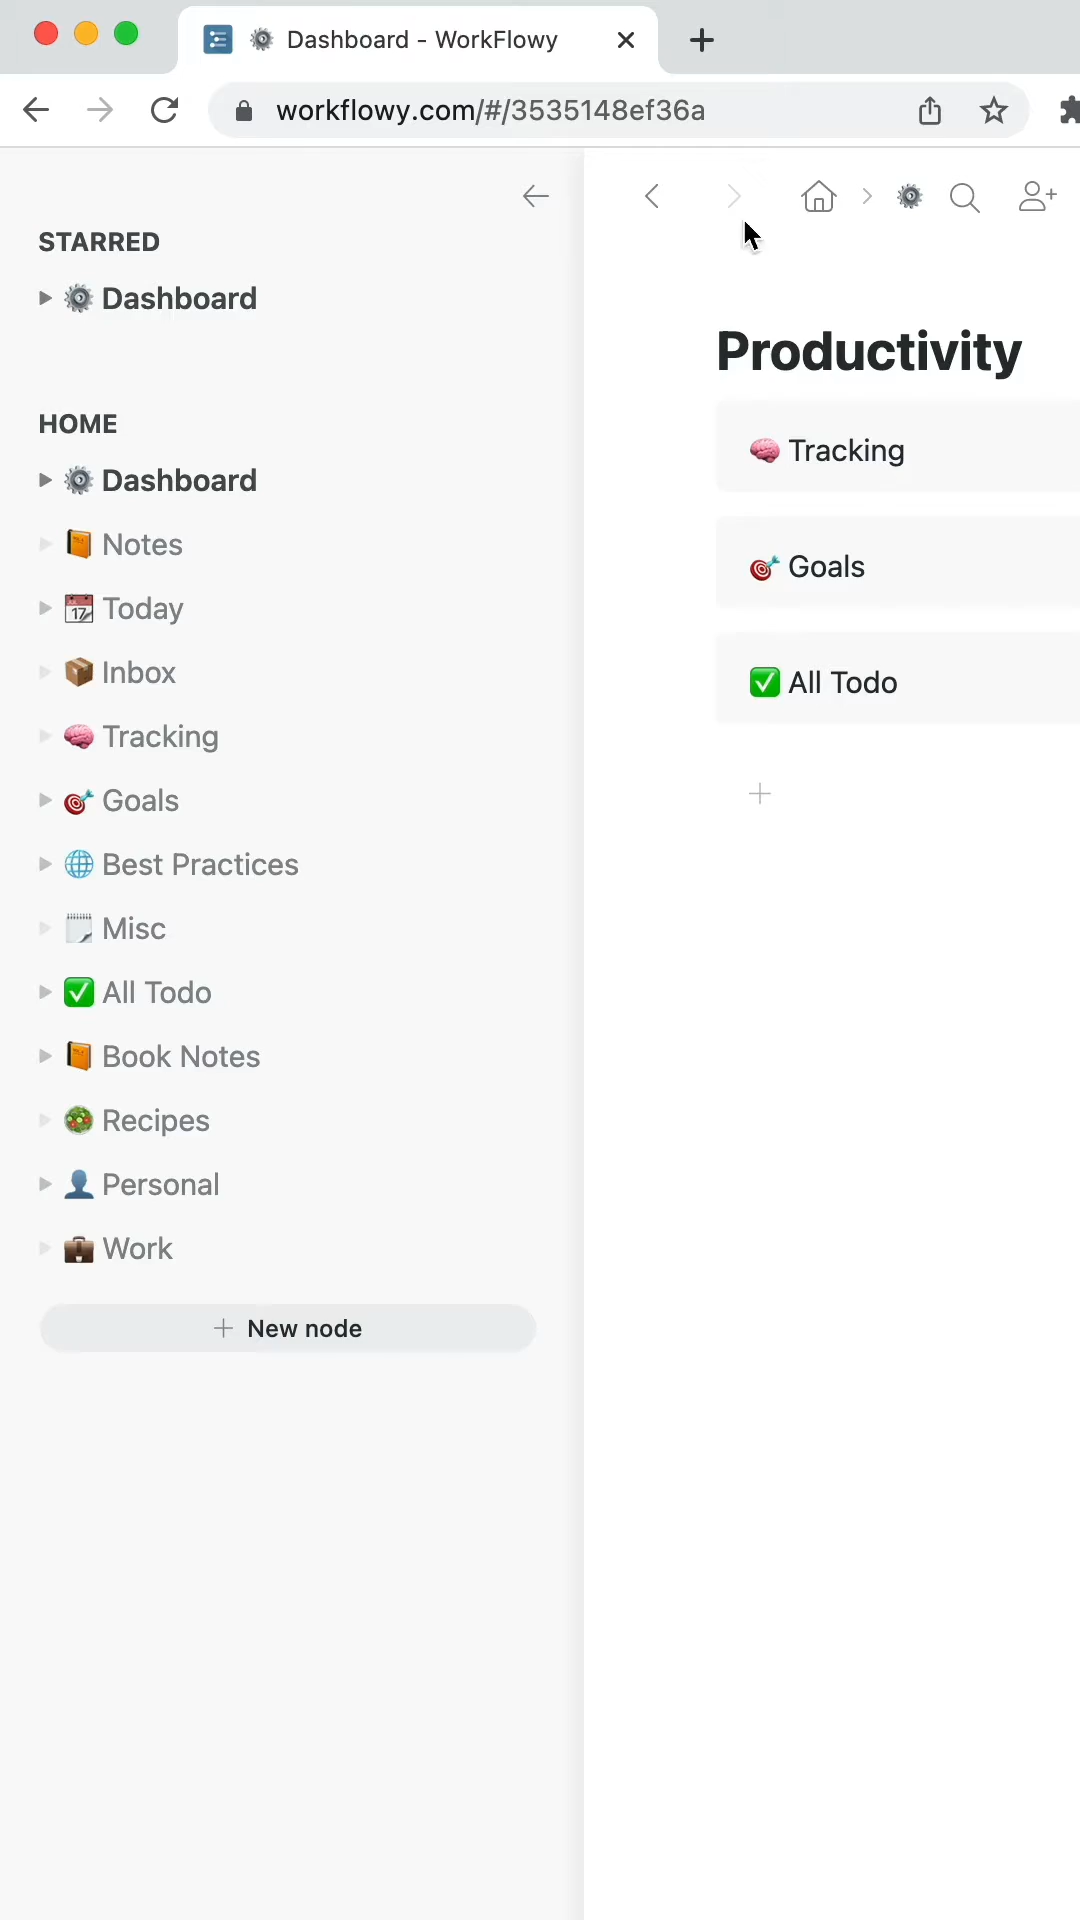 Dashboard - WorkFlowy
workflowy.com/#/3535148ef36a
STARRED
Dashboard
HOME
Dashboard
Notes
Today
Inbox
Tracking
Goals
Best Practices
Misc
All Todo
Book Notes
Recipes
Personal
Work
New node
Productivity
Tracking
Goals
All Todo